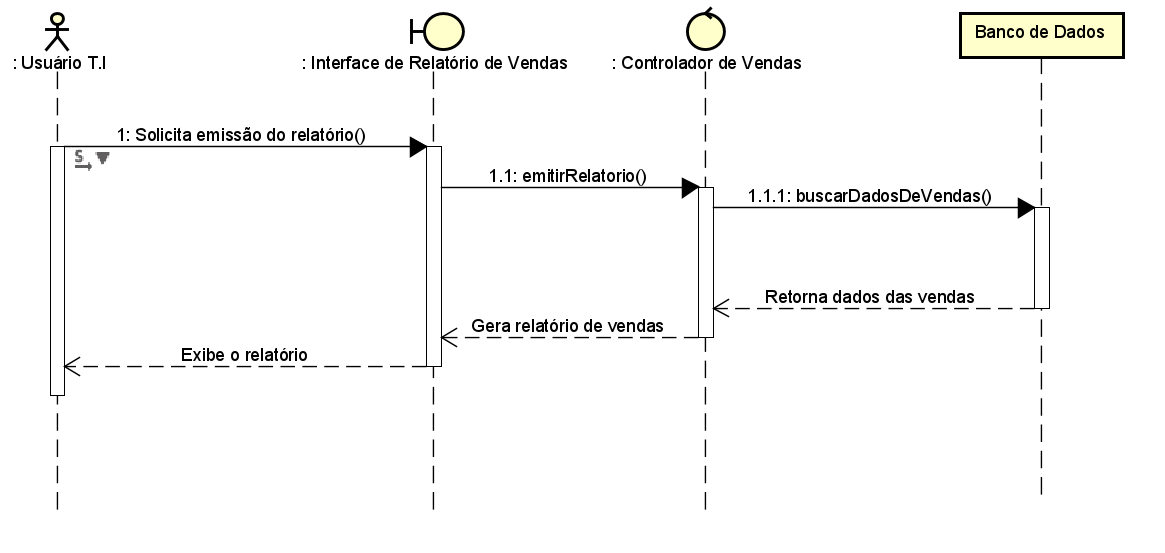 : Usuário T.I
: Interface de Relatório de Vendas
: Controlador de Vendas
Banco de Dados
1: Solicita emissão do relatório()
S
1.1: emitirRelatorio()
1.1.1: buscarDadosDeVendas()
Retorna dados das vendas
Gera relatório de vendas
Exibe o relatório